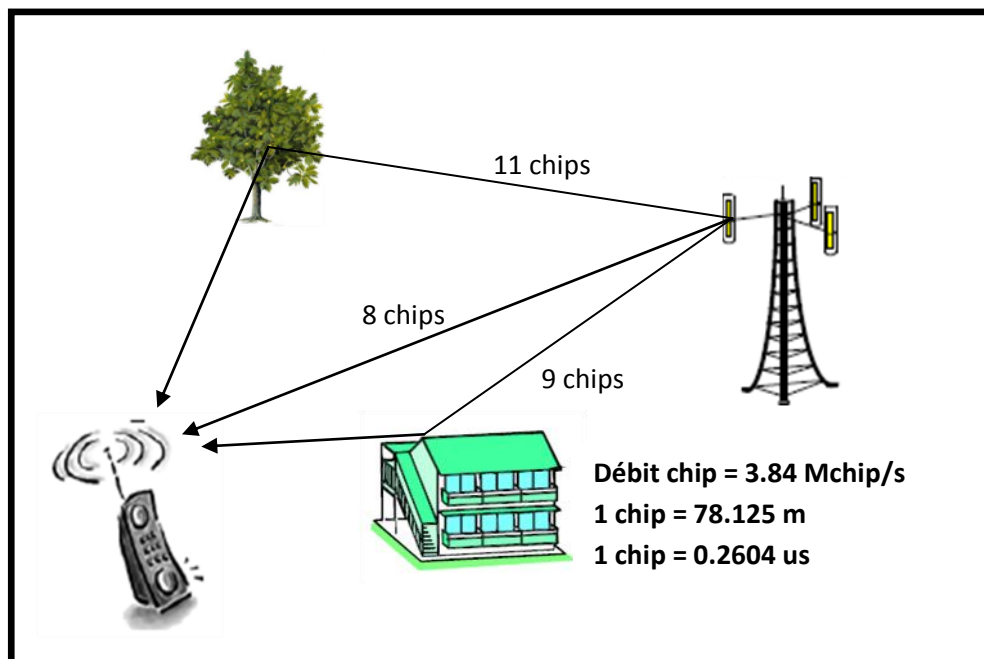 11 chips
8 chips
9 chips
Débit chip = 3.84 Mchip/s
1 chip = 78.125 m
1 chip = 0.2604 us